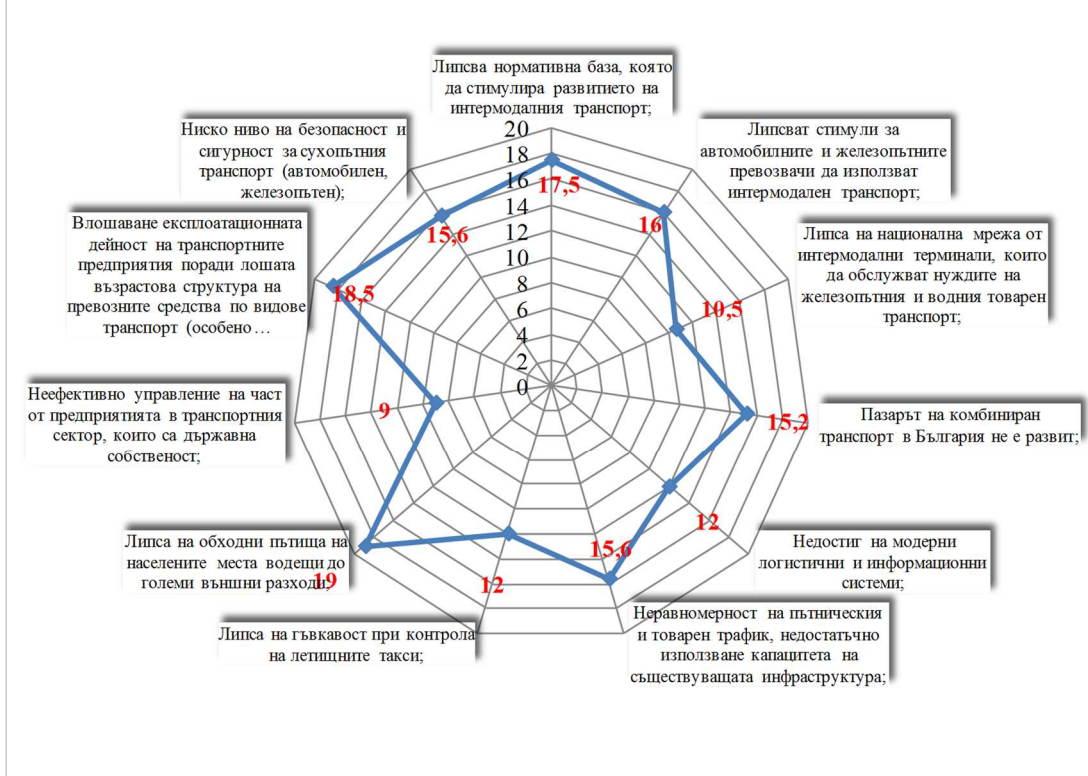 Липсва нормативна база, която
да стимулира развитието на
интермодалния транспорт;
Липсват стимули за
автомобилните и железопътните
превозвачи да използват
интермодален транспорт;
Липса на национална мрежа от
интермодални терминали, които
да обслужват нуждите на
железопътния и водния товарен
транспорт;
Пазарът на комбиниран
транспорт в България не е развит;
Недостиг на модерни
логистични и информационни
системи;
Неравномерност на пътническия
и товарен трафик, недостатъчно
използване капацитета на
съществуващата инфраструктура;
Липса на гъвкавост при контрола
на летищните такси;
Липса на обходни пътища на
населените места водещи до
големи външни разходи;
Неефективно управление на част
от предприятията в транспортния
сектор, които са държавна
собственост;
Влошаване експлоатационната
дейност на транспортните
предприятия поради лошата
възрастова структура на
превозните средства по видове
транспорт (особено…
Ниско ниво на безопасност и
сигурност за сухопътния
транспорт (автомобилен,
железопътен);
20
18
16
14
12
10
8
6
4
2
0
17,5
16
10,5
15,2
12
15,6
12
19
9
18,5
15,6